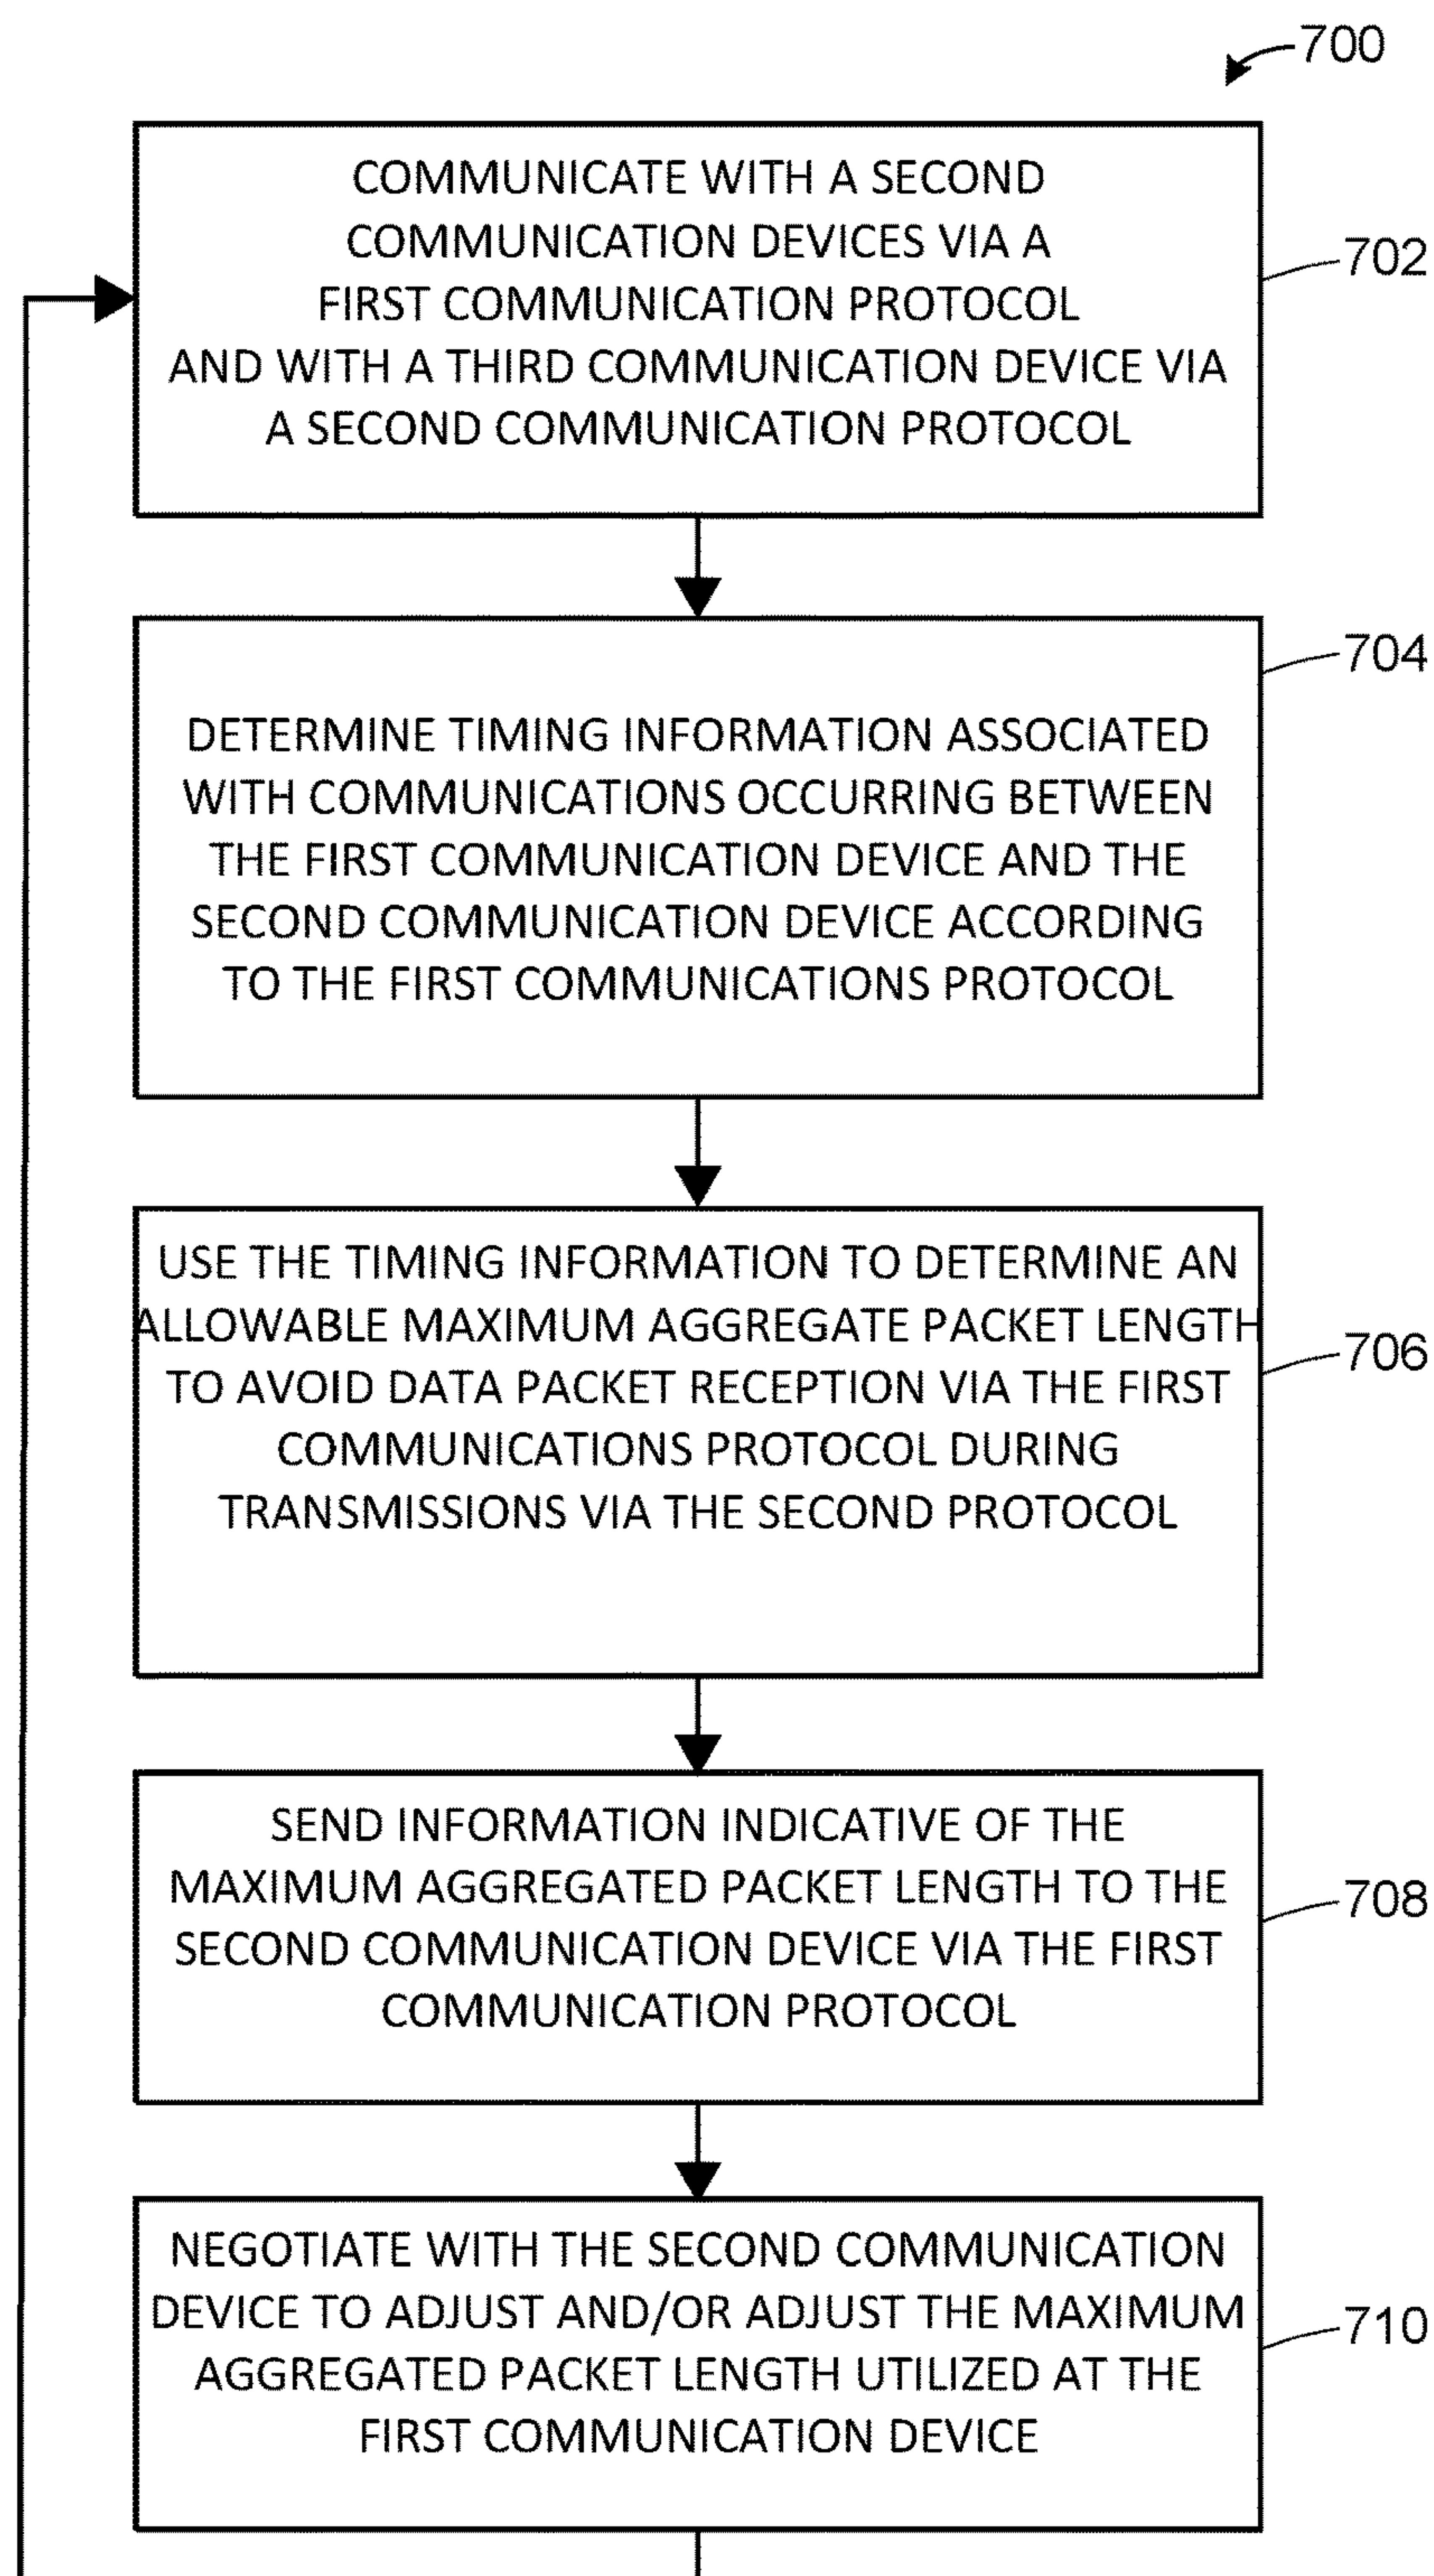 700
COMMUNICATE WITH A SECOND
COMMUNICATION DEVICES VIA A
FIRST COMMUNICATION PROTOCOL
AND WITH A THIRD COMMUNICATION DEVICE VIA
A SECOND COMMUNICATION PROTOCOL
702
DETERMINE TIMING INFORMATION ASSOCIATED
WITH COMMUNICATIONS OCCURRING BETWEEN
THE FIRST COMMUNICATION DEVICE AND THE
SECOND COMMUNICATION DEVICE ACCORDING
TO THE FIRST COMMUNICATIONS PROTOCOL
704
USE THE TIMING INFORMATION TO DETERMINE AN
ALLOWABLE MAXIMUM AGGREGATE PACKET LENGTH
TO AVOID DATA PACKET RECEPTION VIA THE FIRST
COMMUNICATIONS PROTOCOL DURING
TRANSMISSIONS VIA THE SECOND PROTOCOL
706
SEND INFORMATION INDICATIVE OF THE
MAXIMUM AGGREGATED PACKET LENGTH TO THE
SECOND COMMUNICATION DEVICE VIA THE FIRST
COMMUNICATION PROTOCOL
708
NEGOTIATE WITH THE SECOND COMMUNICATION
DEVICE TO ADJUST AND/OR ADJUST THE MAXIMUM
AGGREGATED PACKET LENGTH UTILIZED AT THE
FIRST COMMUNICATION DEVICE
710